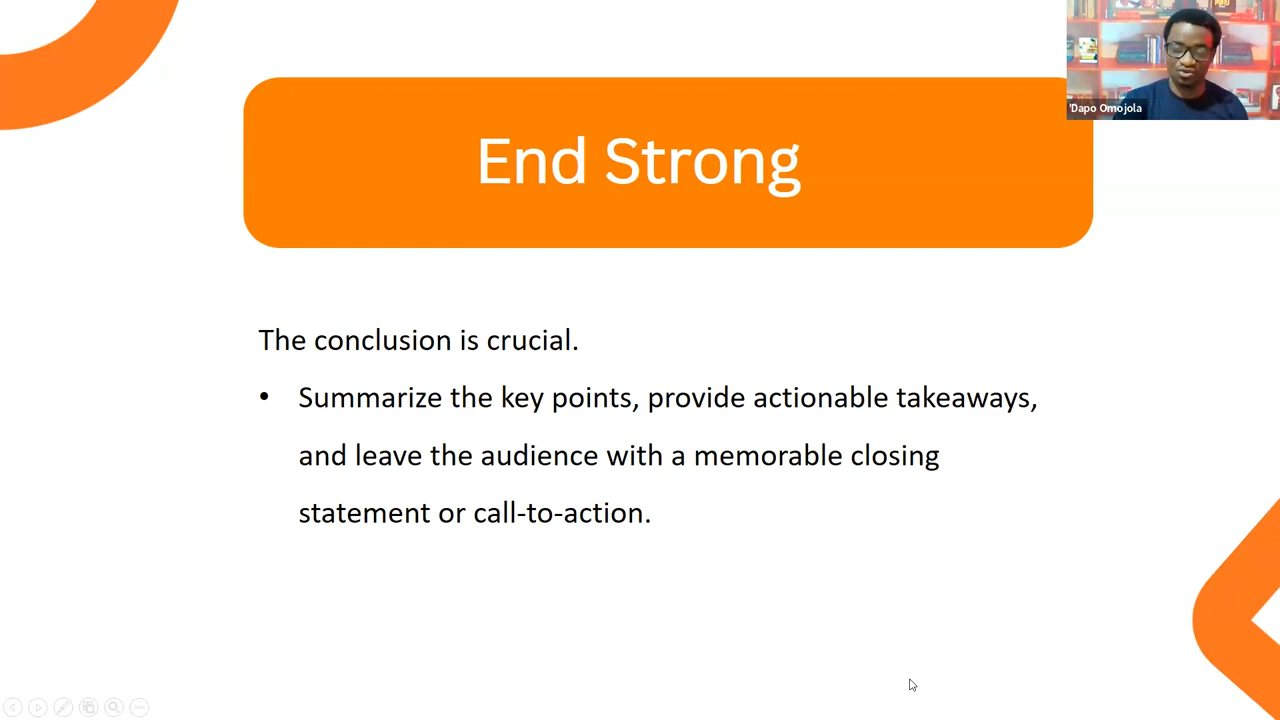 'Dapo Omojola
End Strong
The conclusion is crucial.
• Summarize the key points, provide actionable takeaways,
and leave the audience with a memorable closing
statement or call-to-action.